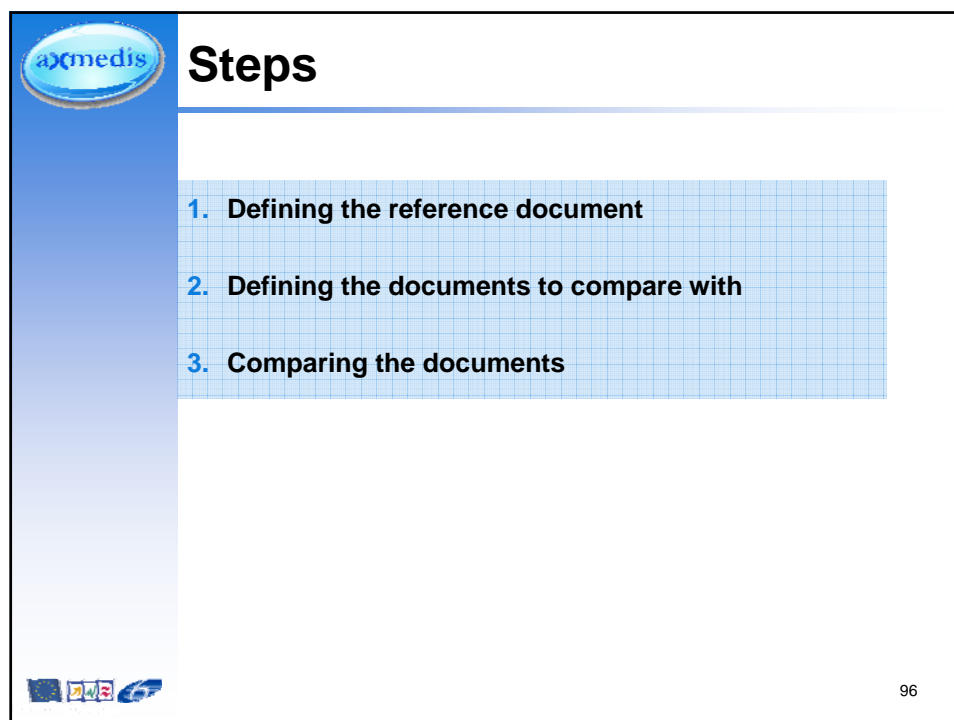 axmedis
Steps
1. Defining the reference document
2. Defining the documents to compare with
3. Comparing the documents
96